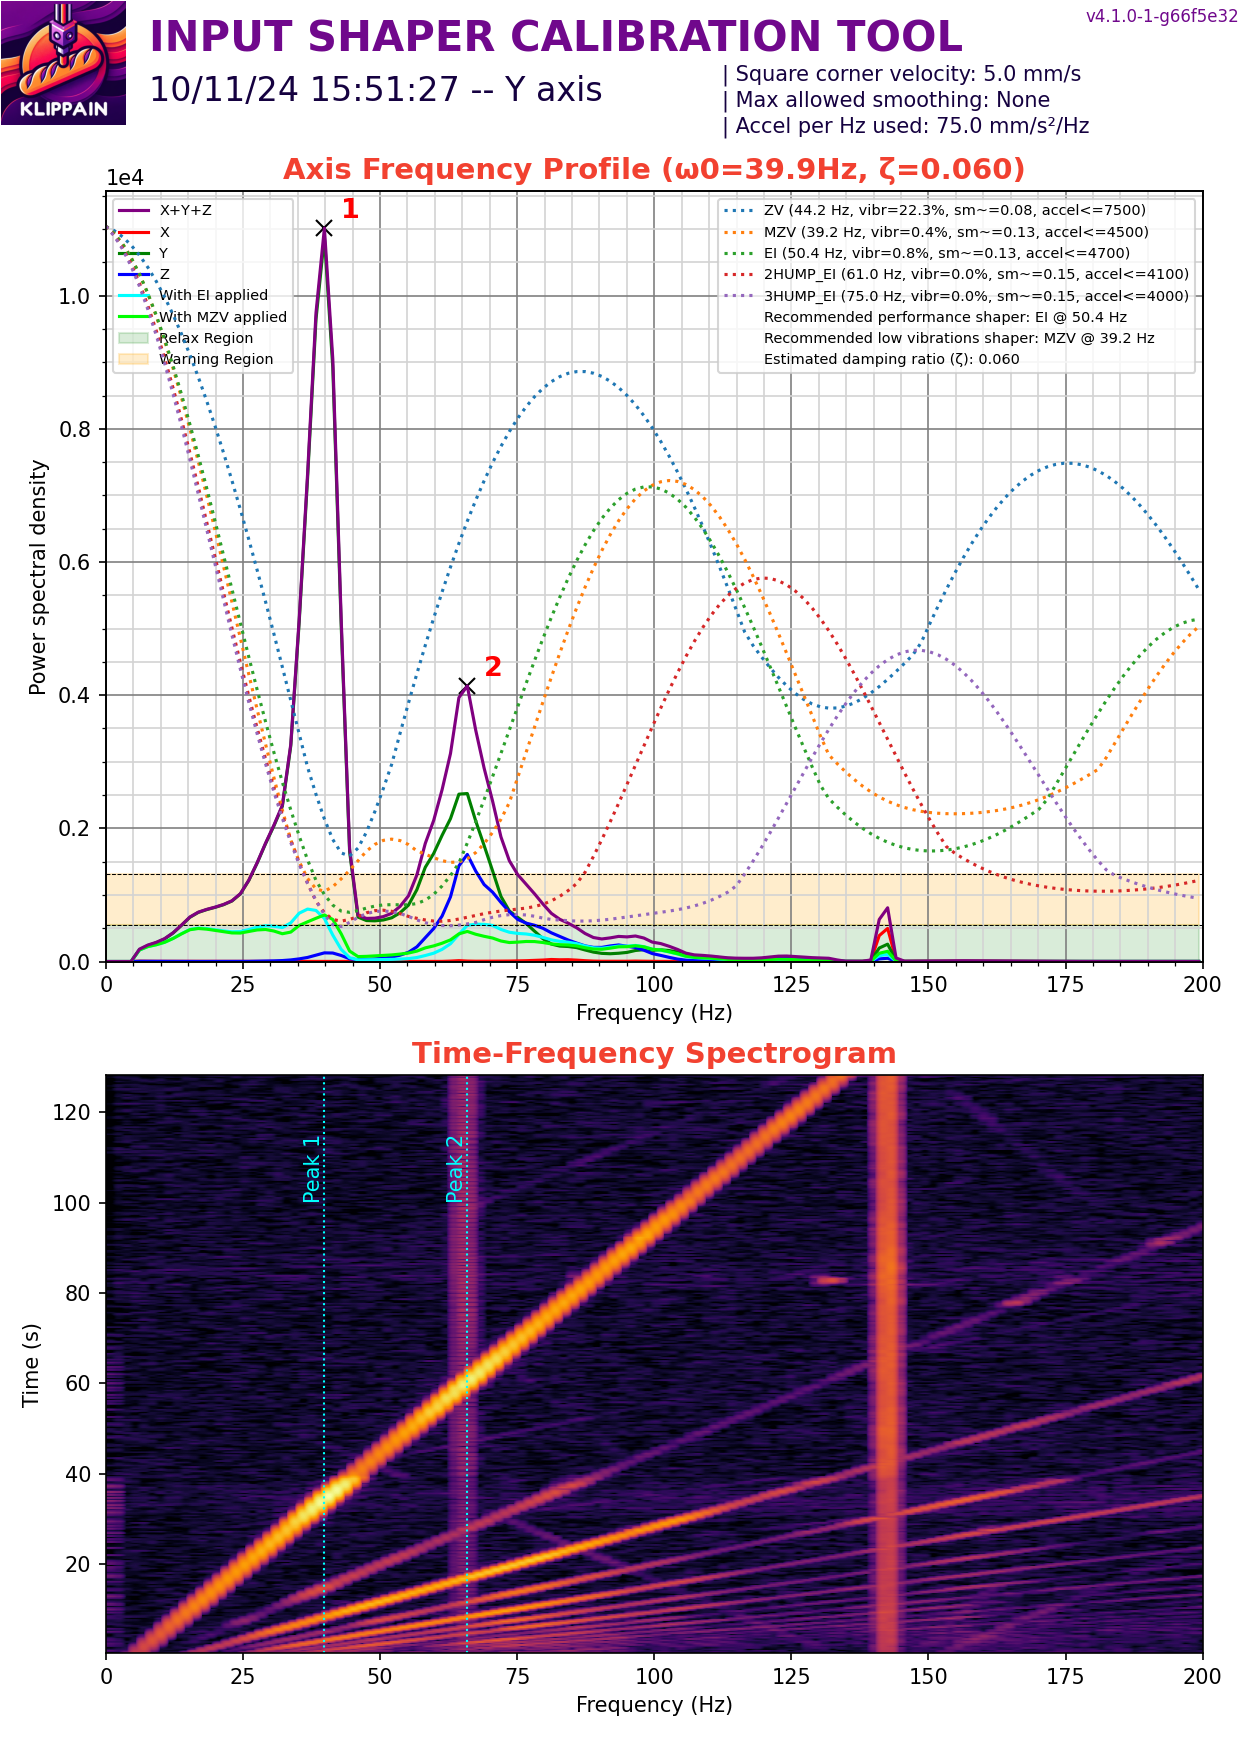 v4.1.0-1-g66f5e32
INPUT SHAPER CALIBRATION TOOL
10/11/24 15:51:27 -- Y axis
| Square corner velocity: 5.0 mm/s
| Max allowed smoothing: None
| Accel per Hz used: 75.0 mm/s²/Hz
KLIPPAIN
Axis Frequency Profile (ω0=39.9Hz, ζ=0.060)
1e4
X+Y+Z
X
Y
Z
With EI applied
With MZV applied
Relax Region
Warning Region
1
2
ZV (44.2 Hz, vibr=22.3%, sm~=0.08, accel<=7500)
MZV (39.2 Hz, vibr=0.4%, sm~=0.13, accel<=4500)
EI (50.4 Hz, vibr=0.8%, sm~=0.13, accel<=4700)
2HUMP_EI (61.0 Hz, vibr=0.0%, sm~=0.15, accel<=4100)
3HUMP_EI (75.0 Hz, vibr=0.0%, sm~=0.15, accel<=4000)
Recommended performance shaper: EI @ 50.4 Hz
Recommended low vibrations shaper: MZV @ 39.2 Hz
Estimated damping ratio (ζ): 0.060
Power spectral density
1.0
0.8
0.6
0.4
0.2
0.0
0 25 50 75 100 125 150 175 200
Frequency (Hz)
Time-Frequency Spectrogram
Time (s)
120
100
80
60
40
20
Peak 1
Peak 2
0 25 50 75 100 125 150 175 200
Frequency (Hz)